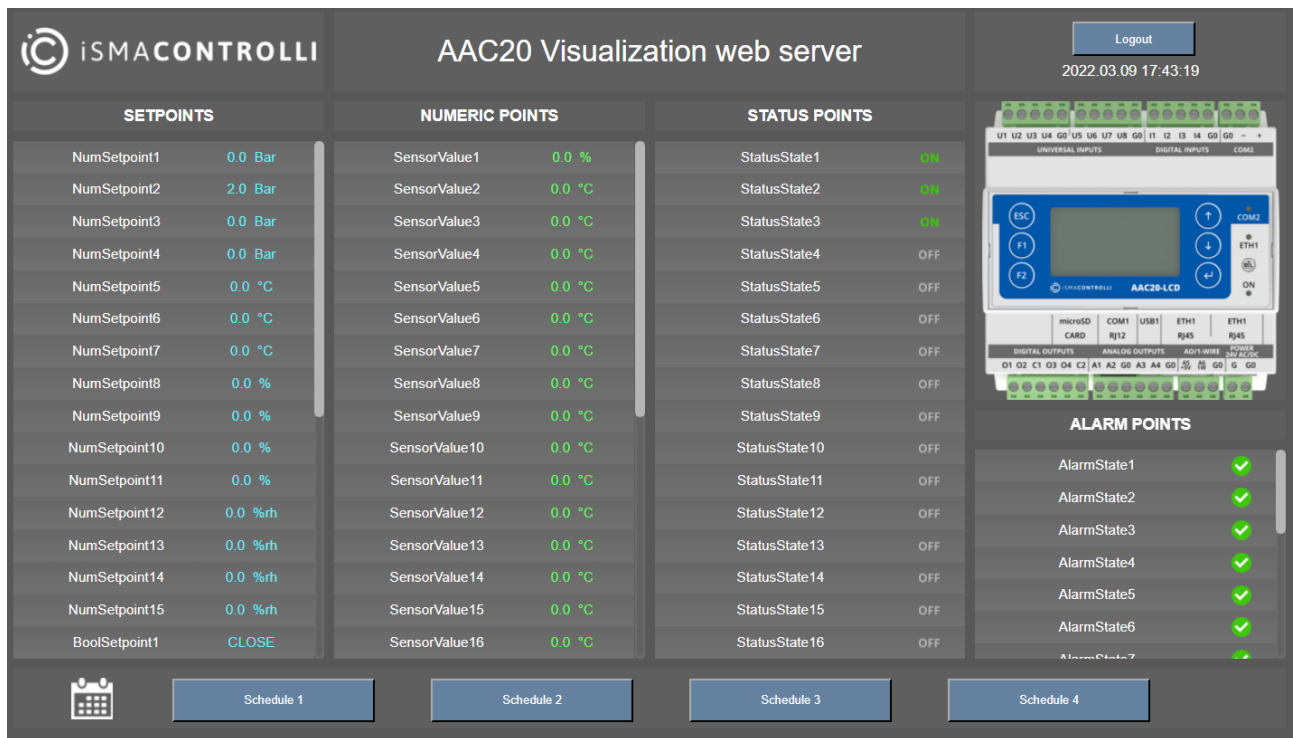 iSMACONTROLLI
AAC20 Visualization web server
Logout
2022.03.09 17:43:19
SETPOINTS
NumSetpoint1 0.0 Bar
NumSetpoint2 2.0 Bar
NumSetpoint3 0.0 Bar
NumSetpoint4 0.0 Bar
NumSetpoint5 0.0 °C
NumSetpoint6 0.0 °C
NumSetpoint7 0.0 °C
NumSetpoint8 0.0 %
NumSetpoint9 0.0 %
NumSetpoint10 0.0 %
NumSetpoint11 0.0 %
NumSetpoint12 0.0 %rh
NumSetpoint13 0.0 %rh
NumSetpoint14 0.0 %rh
NumSetpoint15 0.0 %rh
BoolSetpoint1 CLOSE
NUMERIC POINTS
SensorValue1 0.0 %
SensorValue2 0.0 °C
SensorValue3 0.0 °C
SensorValue4 0.0 °C
SensorValue5 0.0 °C
SensorValue6 0.0 °C
SensorValue7 0.0 °C
SensorValue8 0.0 °C
SensorValue9 0.0 °C
SensorValue10 0.0 °C
SensorValue11 0.0 °C
SensorValue12 0.0 °C
SensorValue13 0.0 °C
SensorValue14 0.0 °C
SensorValue15 0.0 °C
SensorValue16 0.0 °C
STATUS POINTS
StatusState1 ON
StatusState2 ON
StatusState3 ON
StatusState4 OFF
StatusState5 OFF
StatusState6 OFF
StatusState7 OFF
StatusState8 OFF
StatusState9 OFF
StatusState10 OFF
StatusState11 OFF
StatusState12 OFF
StatusState13 OFF
StatusState14 OFF
StatusState15 OFF
StatusState16 OFF
U1 U2 U3 U4 G0 U5 U6 U7 U8 G0 I1 I2 I3 I4 G0 G0 - +
UNIVERSAL INPUTS DIGITAL INPUTS COM2
ESC
F1
F2
iSMACONTROLLI AAC20-LCD
COM2
ETH1
ON
microSD COM1 USB1 ETH1 ETH1
CARD RJ12 RJ45 RJ45
DIGITAL OUTPUTS ANALOG OUTPUTS AO/1-WIRE POWER 24V AC/DC
O1 O2 C1 O3 O4 C2 A1 A2 G0 A3 A4 G0 G0 G G0
ALARM POINTS
AlarmState1
AlarmState2
AlarmState3
AlarmState4
AlarmState5
AlarmState6
AlarmState7
Schedule 1
Schedule 2
Schedule 3
Schedule 4